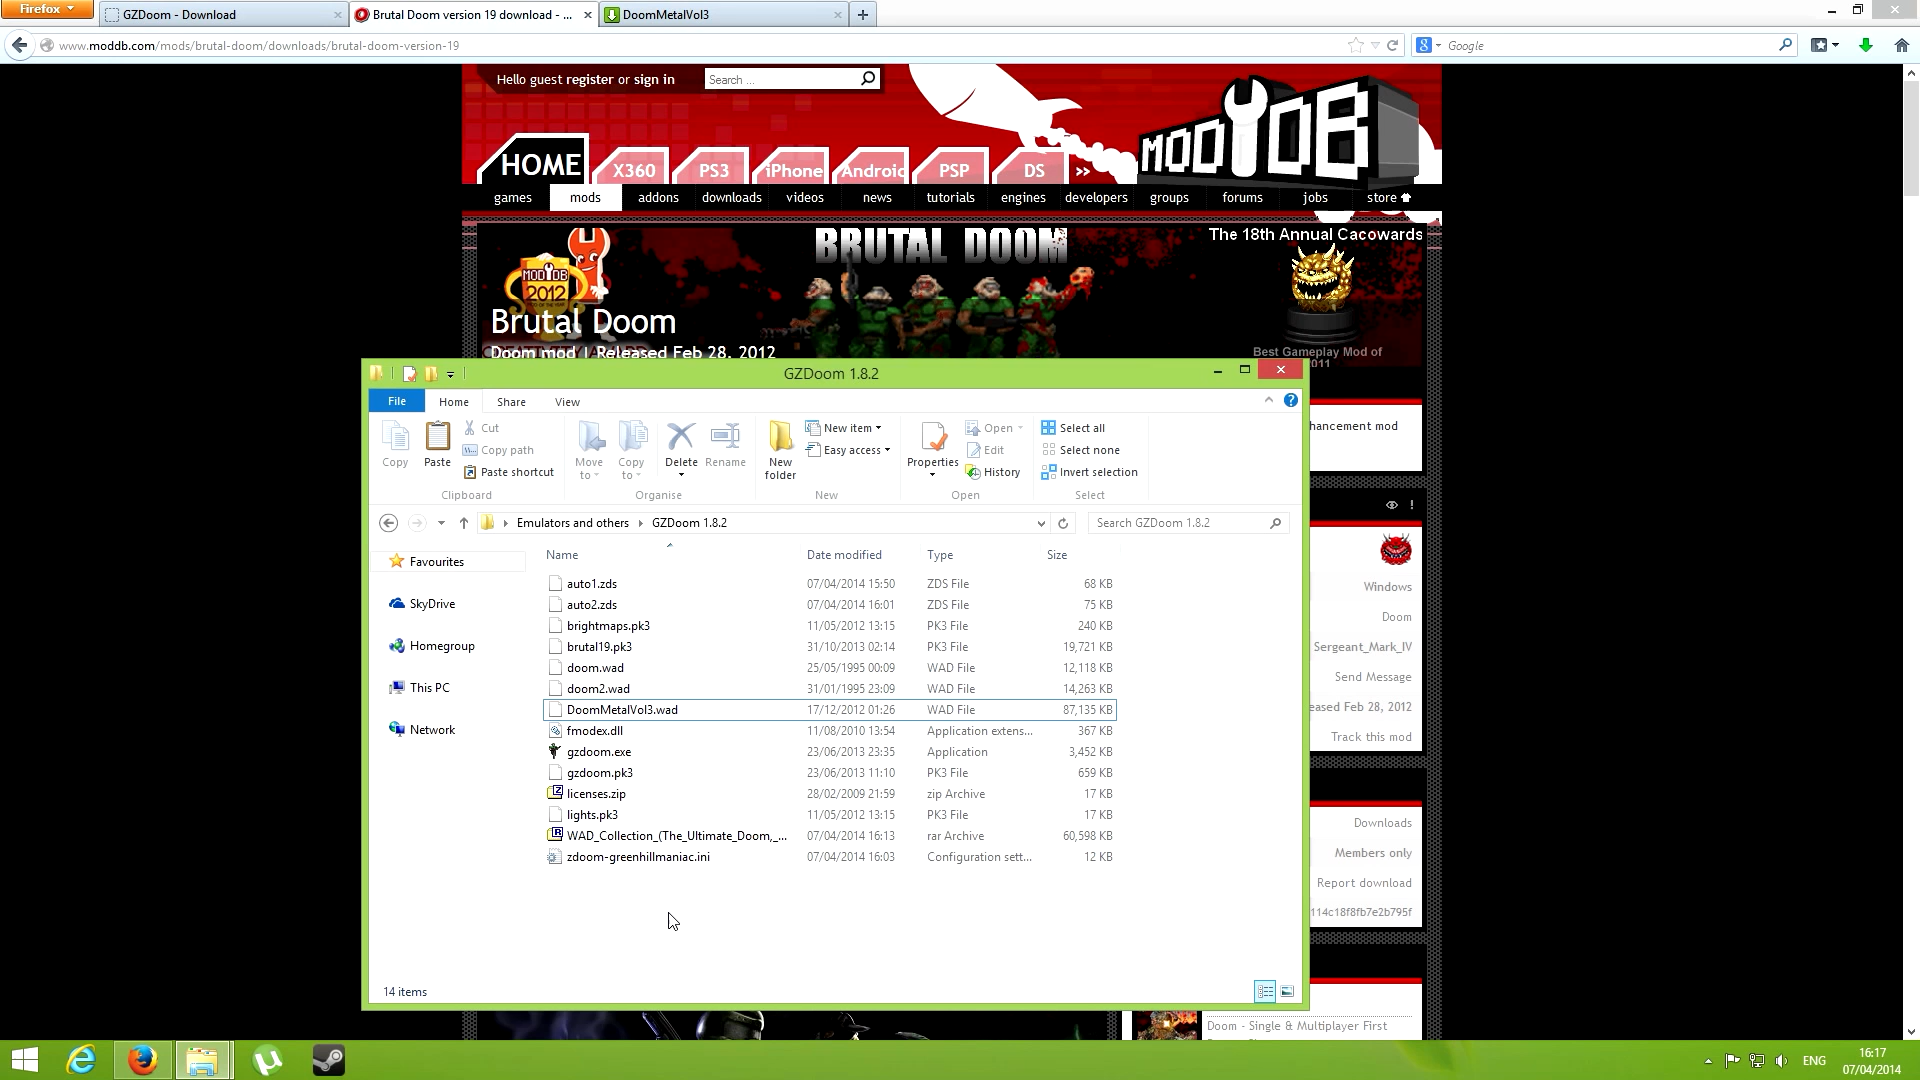 Firefox
GZDoom - Download
Brutal Doom version 19 download - ...
DoomMetalVol3
www.moddb.com/mods/brutal-doom/downloads/brutal-doom-version-19
Google
Hello guest register or sign in
Search ...
MOD DB
HOME
X360
PS3
iPhone
Android
PSP
DS
»
games
mods
addons
downloads
videos
news
tutorials
engines
developers
groups
forums
jobs
store
BRUTAL DOOM
The 18th Annual Cacowards
MOD DB
2012
Brutal Doom
Doom mod | Released Feb 28, 2012
Best Gameplay Mod of
2011
GZDoom 1.8.2
File
Home
Share
View
Copy
Paste
Cut
Copy path
Paste shortcut
Clipboard
Move to
Copy to
Delete
Rename
Organise
New folder
New item
Easy access
New
Properties
Open
Edit
History
Open
Select all
Select none
Invert selection
Select
hancement mod
Emulators and others
GZDoom 1.8.2
Search GZDoom 1.8.2
Favourites
SkyDrive
Homegroup
This PC
Network
Name Date modified Type Size
auto1.zds 07/04/2014 15:50 ZDS File 68 KB
auto2.zds 07/04/2014 16:01 ZDS File 75 KB
brightmaps.pk3 11/05/2012 13:15 PK3 File 240 KB
brutal19.pk3 31/10/2013 02:14 PK3 File 19,721 KB
doom.wad 25/05/1995 00:09 WAD File 12,118 KB
doom2.wad 31/01/1995 23:09 WAD File 14,263 KB
DoomMetalVol3.wad 17/12/2012 01:26 WAD File 87,135 KB
fmodex.dll 11/08/2010 13:54 Application extens... 367 KB
gzdoom.exe 23/06/2013 23:35 Application 3,452 KB
gzdoom.pk3 23/06/2013 11:10 PK3 File 659 KB
licenses.zip 28/02/2009 21:59 zip Archive 17 KB
lights.pk3 11/05/2012 13:15 PK3 File 17 KB
WAD_Collection_(The_Ultimate_Doom,_... 07/04/2014 16:13 rar Archive 60,598 KB
zdoom-greenhillmaniac.ini 07/04/2014 16:03 Configuration sett... 12 KB
14 items
Windows
Doom
Sergeant_Mark_IV
Send Message
eased Feb 28, 2012
Track this mod
Downloads
Members only
Report download
114c18f8fb7e2b795f
Doom - Single & Multiplayer First
ENG
16:17
07/04/2014